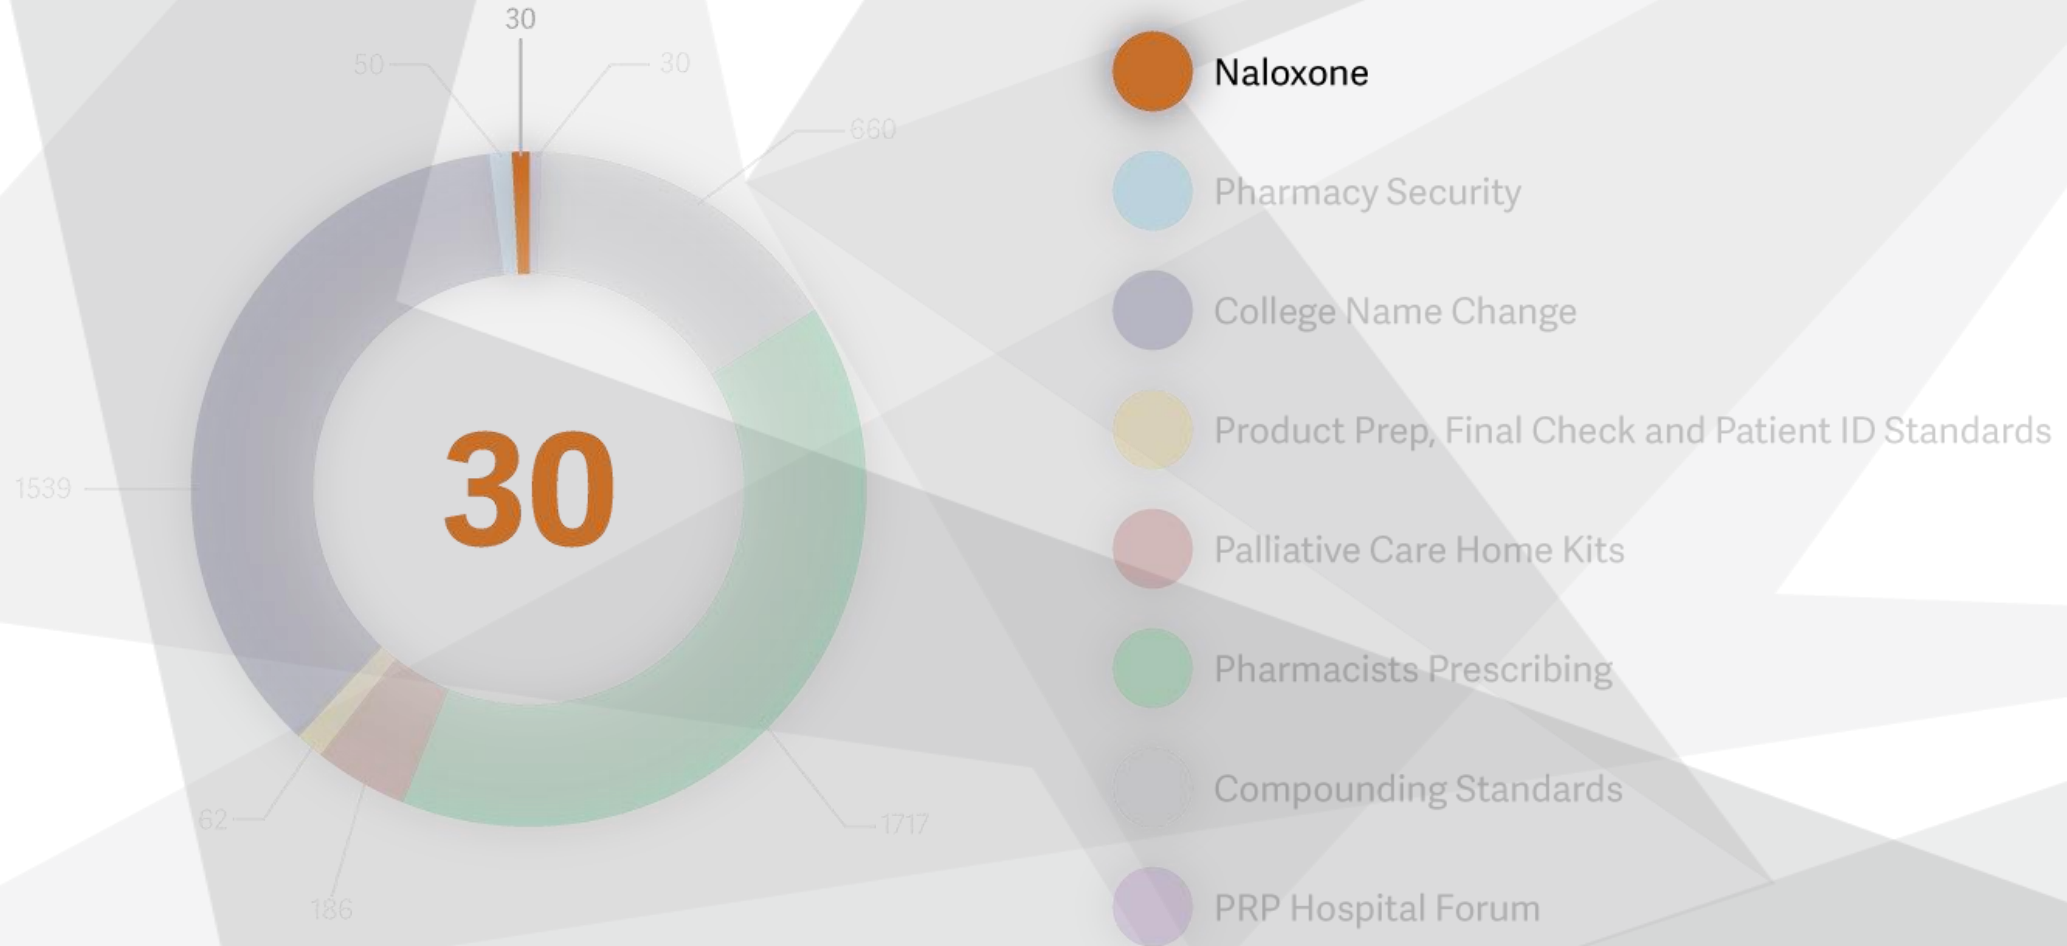 30
50
30
660
1539
30
62
186
1717
Naloxone
Pharmacy Security
College Name Change
Product Prep, Final Check and Patient ID Standards
Palliative Care Home Kits
Pharmacists Prescribing
Compounding Standards
PRP Hospital Forum